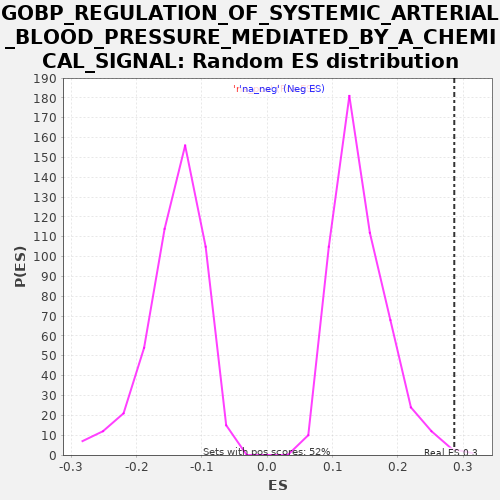 GOBP_REGULATION_OF_SYSTEMIC_ARTERIAL
_BLOOD_PRESSURE_MEDIATED_BY_A_CHEMI
CAL_SIGNAL: Random ES distribution
'na_neg' (Neg ES)
190
180
170
160
150
140
130
120
110
100
90
80
70
60
50
40
30
20
10
0
P(ES)
Sets with pos scores: 52%
Real ES 0.3
-0.3 -0.2 -0.1 0.0 0.1 0.2 0.3
ES